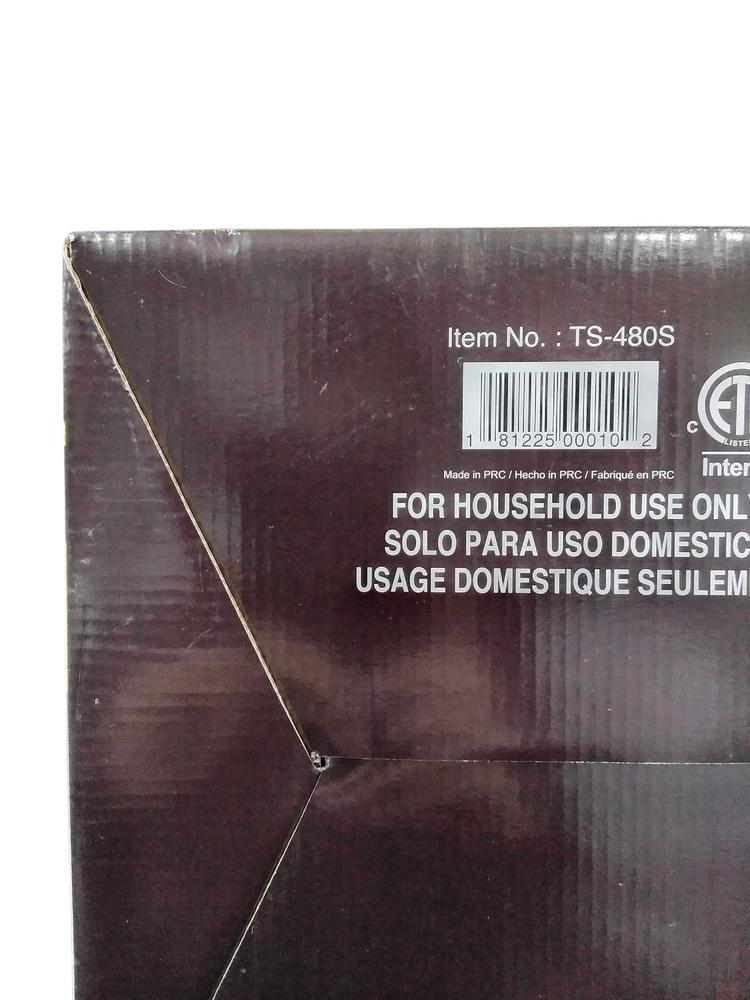 Item No. : TS-480S
1 81225 00010 2
C
LISTE
Inter
Made in PRC / Hecho in PRC / Fabriqué en PRC
FOR HOUSEHOLD USE ONLY
SOLO PARA USO DOMESTIC
USAGE DOMESTIQUE SEULEM